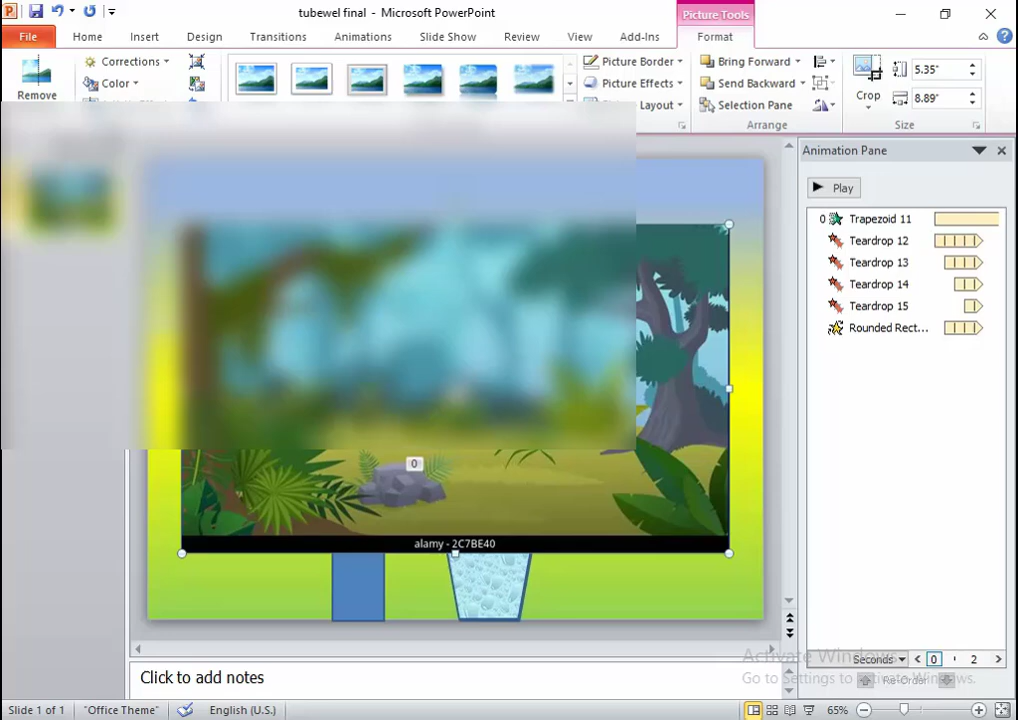 tubewel final - Microsoft PowerPoint
Picture Tools
File Home Insert Design Transitions Animations Slide Show Review View Add-Ins Format
Remove
Corrections
Color
Picture Border
Picture Effects
Layout
Bring Forward
Send Backward
Selection Pane
Arrange
Crop
5.35"
8.89"
Size
0
alamy - 2C7BE40
Animation Pane
Play
0 Trapezoid 11
Teardrop 12
Teardrop 13
Teardrop 14
Teardrop 15
Rounded Rect...
Seconds 0 2
Re-Order
Activate Windows
Go to Settings to activate Windows.
Click to add notes
Slide 1 of 1 "Office Theme" English (U.S.) 65%